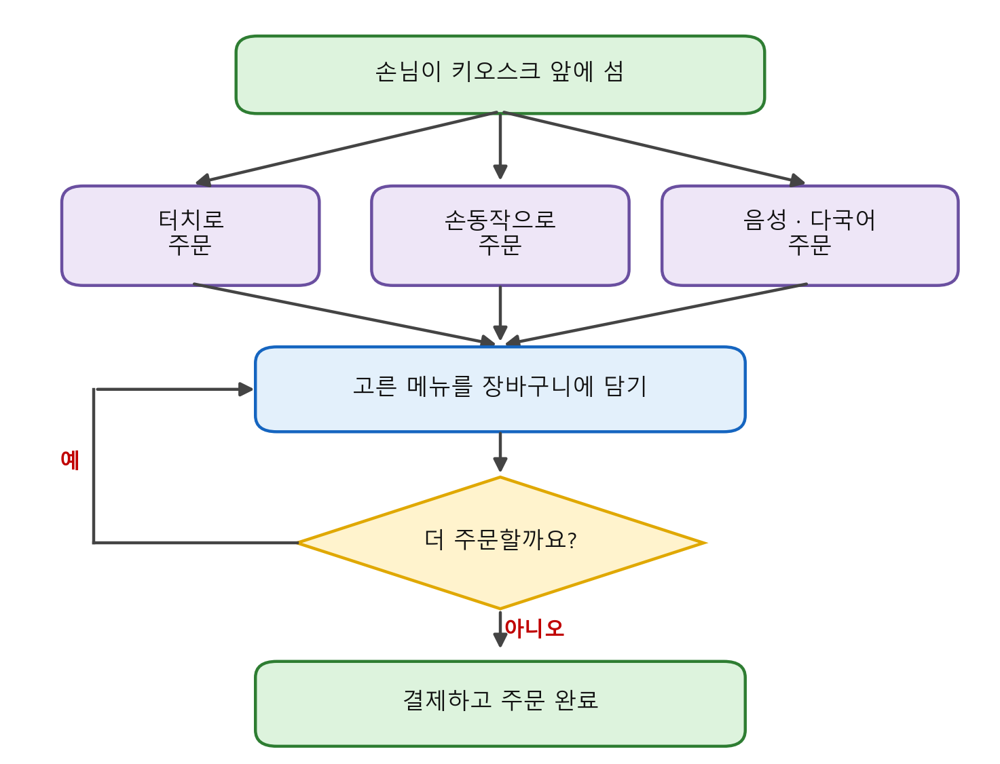 손님이 키오스크 앞에 섬
터치로
주문
손동작으로
주문
음성 · 다국어
주문
고른 메뉴를 장바구니에 담기
예
더 주문할까요?
아니오
결제하고 주문 완료